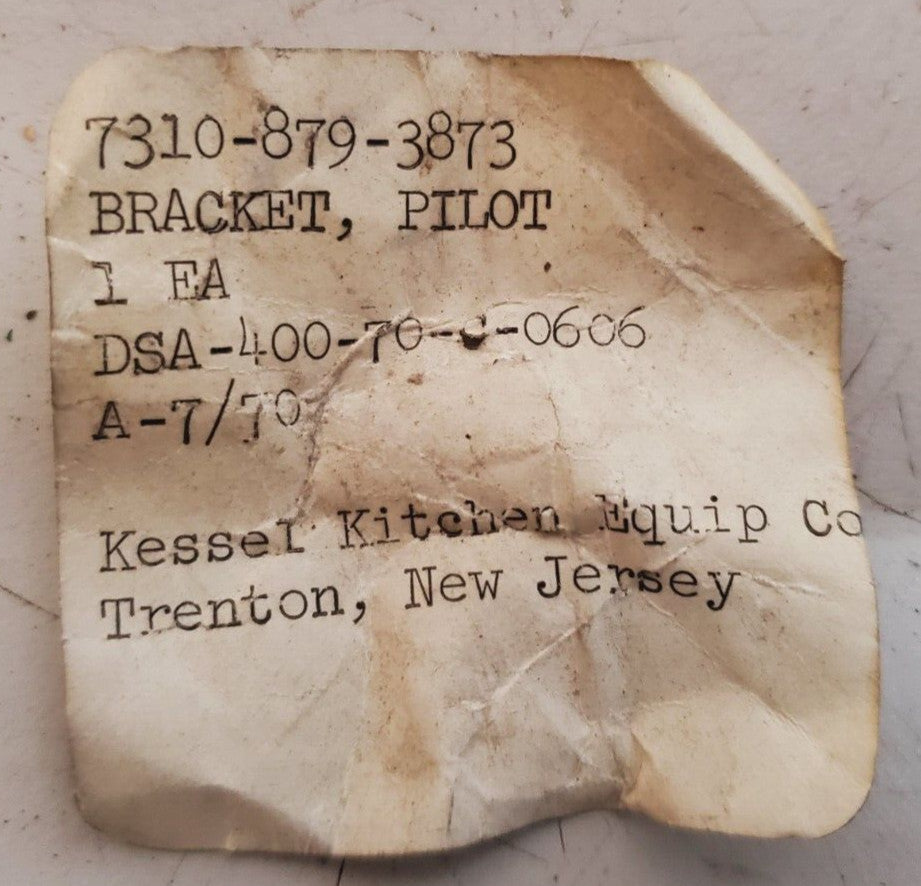 7310-879-3873
BRACKET, PILOT
1 EA
DSA-400-70-C-0606
A-7/70
Kessel Kitchen Equip Co
Trenton, New Jersey